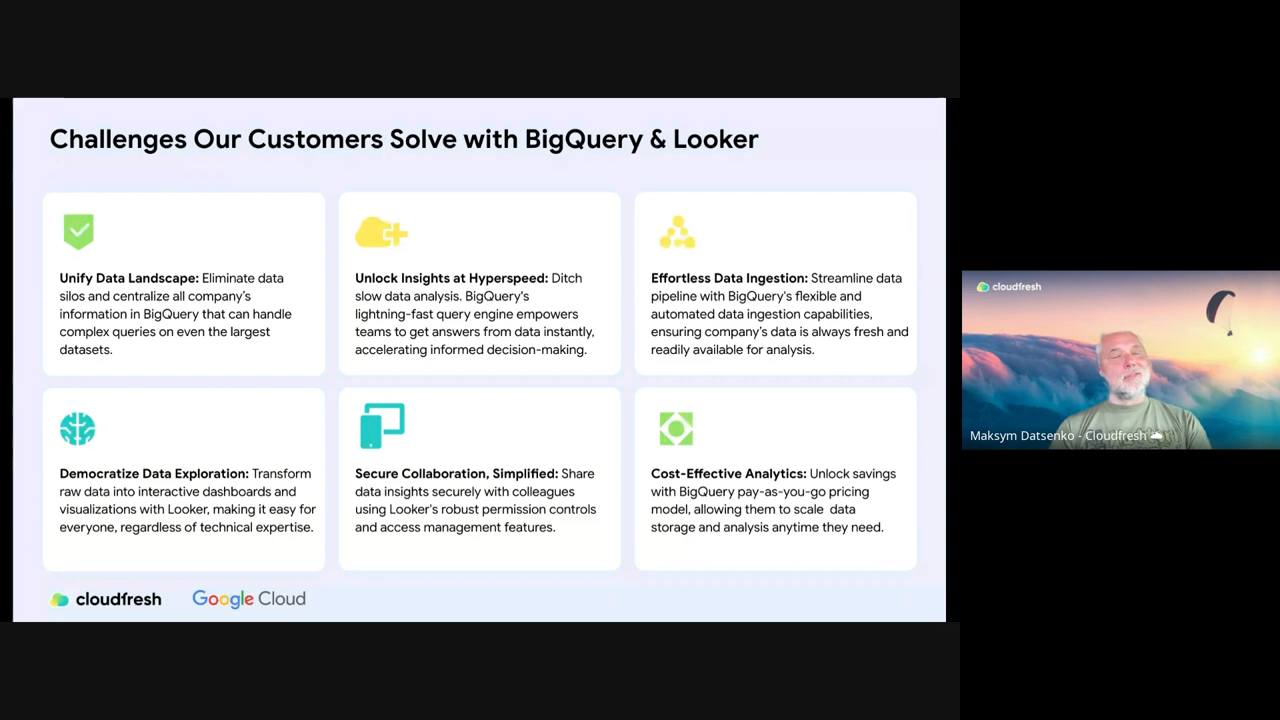 Challenges Our Customers Solve with BigQuery & Looker
Unify Data Landscape: Eliminate data
silos and centralize all company's
information in BigQuery that can handle
complex queries on even the largest
datasets.
Unlock Insights at Hyperspeed: Ditch
slow data analysis. BigQuery's
lightning-fast query engine empowers
teams to get answers from data instantly,
accelerating informed decision-making.
Effortless Data Ingestion: Streamline data
pipeline with BigQuery's flexible and
automated data ingestion capabilities,
ensuring company's data is always fresh and
readily available for analysis.
Democratize Data Exploration: Transform
raw data into interactive dashboards and
visualizations with Looker, making it easy for
everyone, regardless of technical expertise.
Secure Collaboration, Simplified: Share
data insights securely with colleagues
using Looker's robust permission controls
and access management features.
Cost-Effective Analytics: Unlock savings
with BigQuery pay-as-you-go pricing
model, allowing them to scale data
storage and analysis anytime they need.
cloudfresh
Google Cloud
cloudfresh
Maksym Datsenko - Cloudfresh